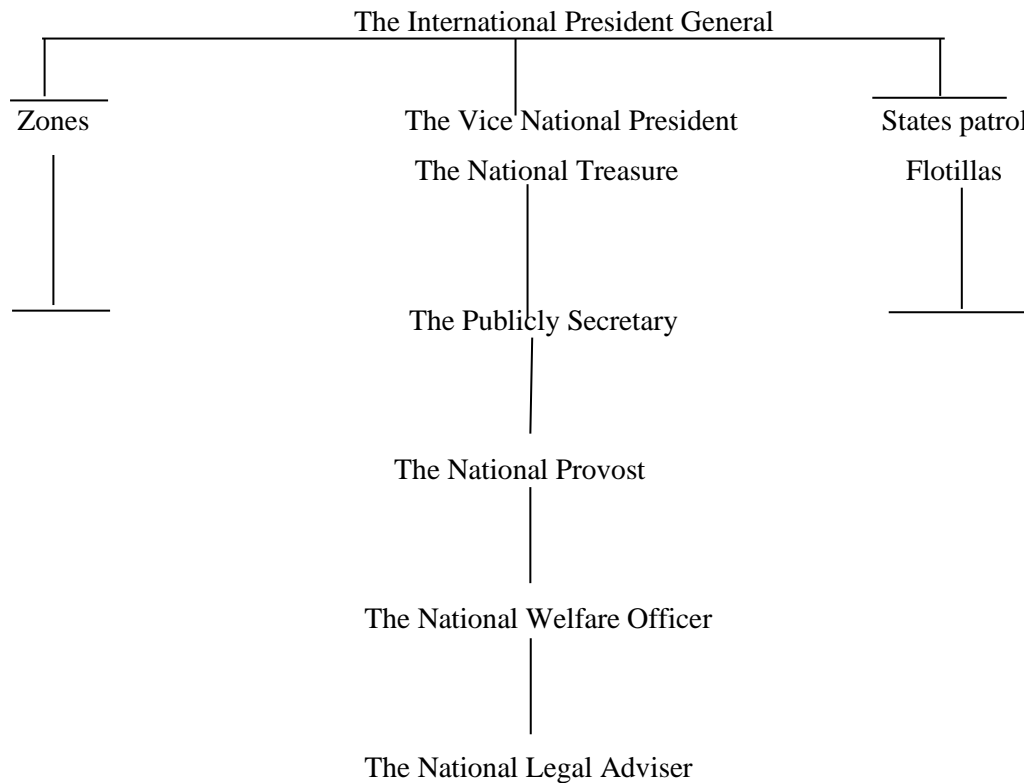 The International President General
Zones
The Vice National President
States patrol
The National Treasure
Flotillas
The Publicly Secretary
The National Provost
The National Welfare Officer
The National Legal Adviser